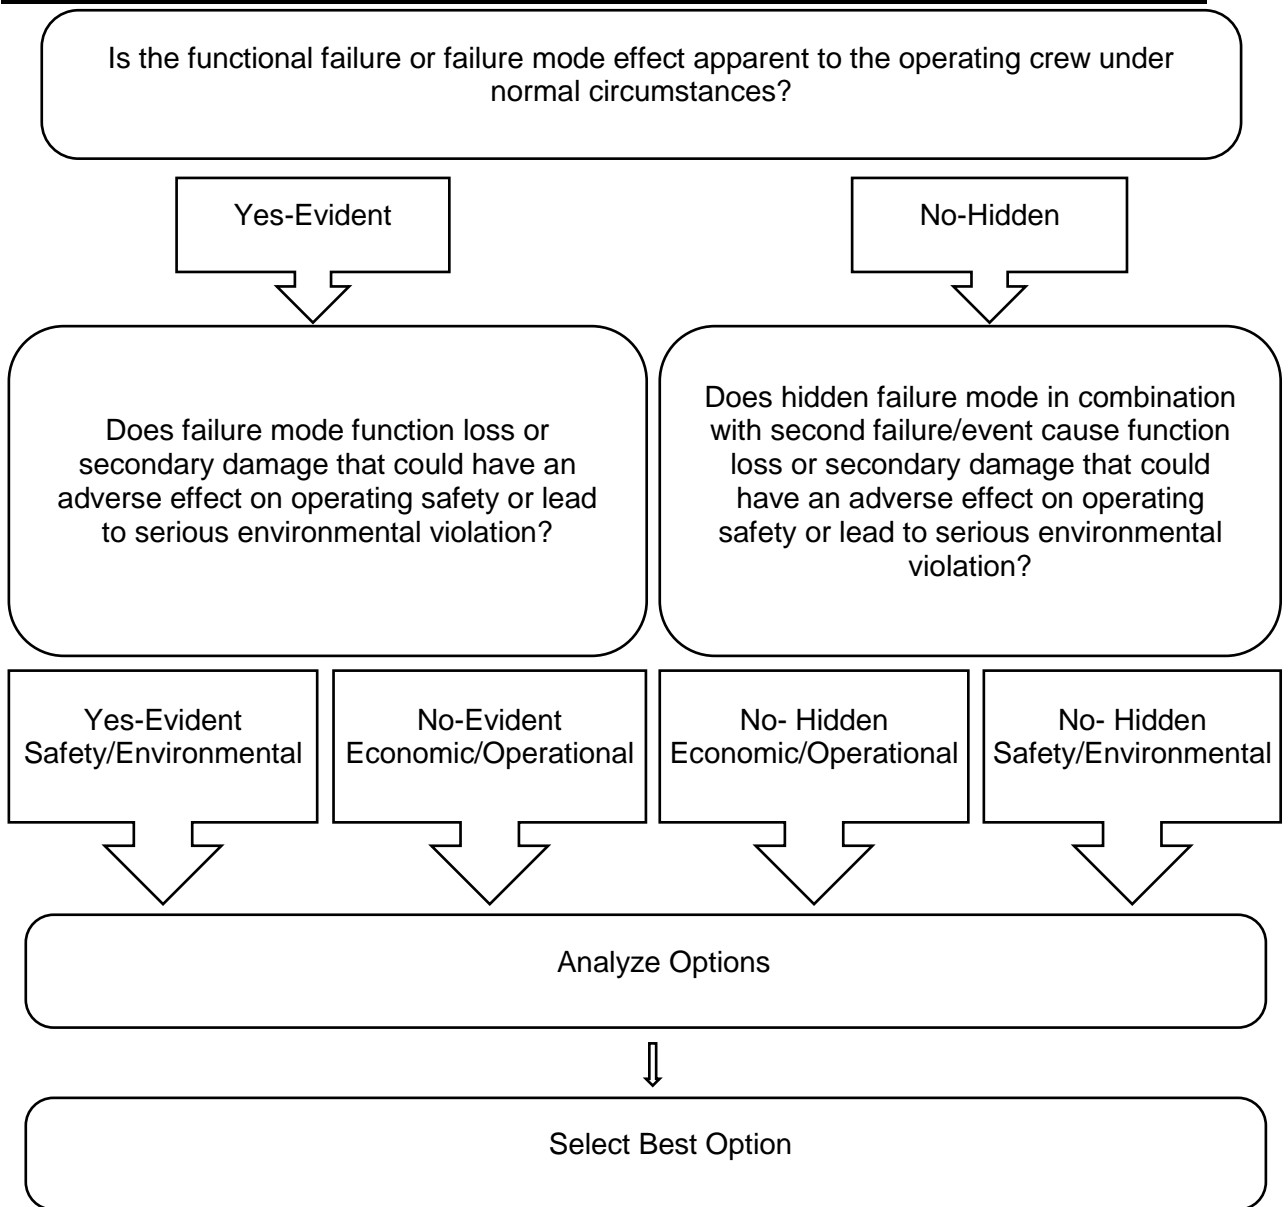 Is the functional failure or failure mode effect apparent to the operating crew under
normal circumstances?
Yes-Evident
No-Hidden
Does failure mode function loss or
secondary damage that could have an
adverse effect on operating safety or lead
to serious environmental violation?
Does hidden failure mode in combination
with second failure/event cause function
loss or secondary damage that could
have an adverse effect on operating
safety or lead to serious environmental
violation?
Yes-Evident
Safety/Environmental
No-Evident
Economic/Operational
No- Hidden
Economic/Operational
No- Hidden
Safety/Environmental
Analyze Options
Select Best Option